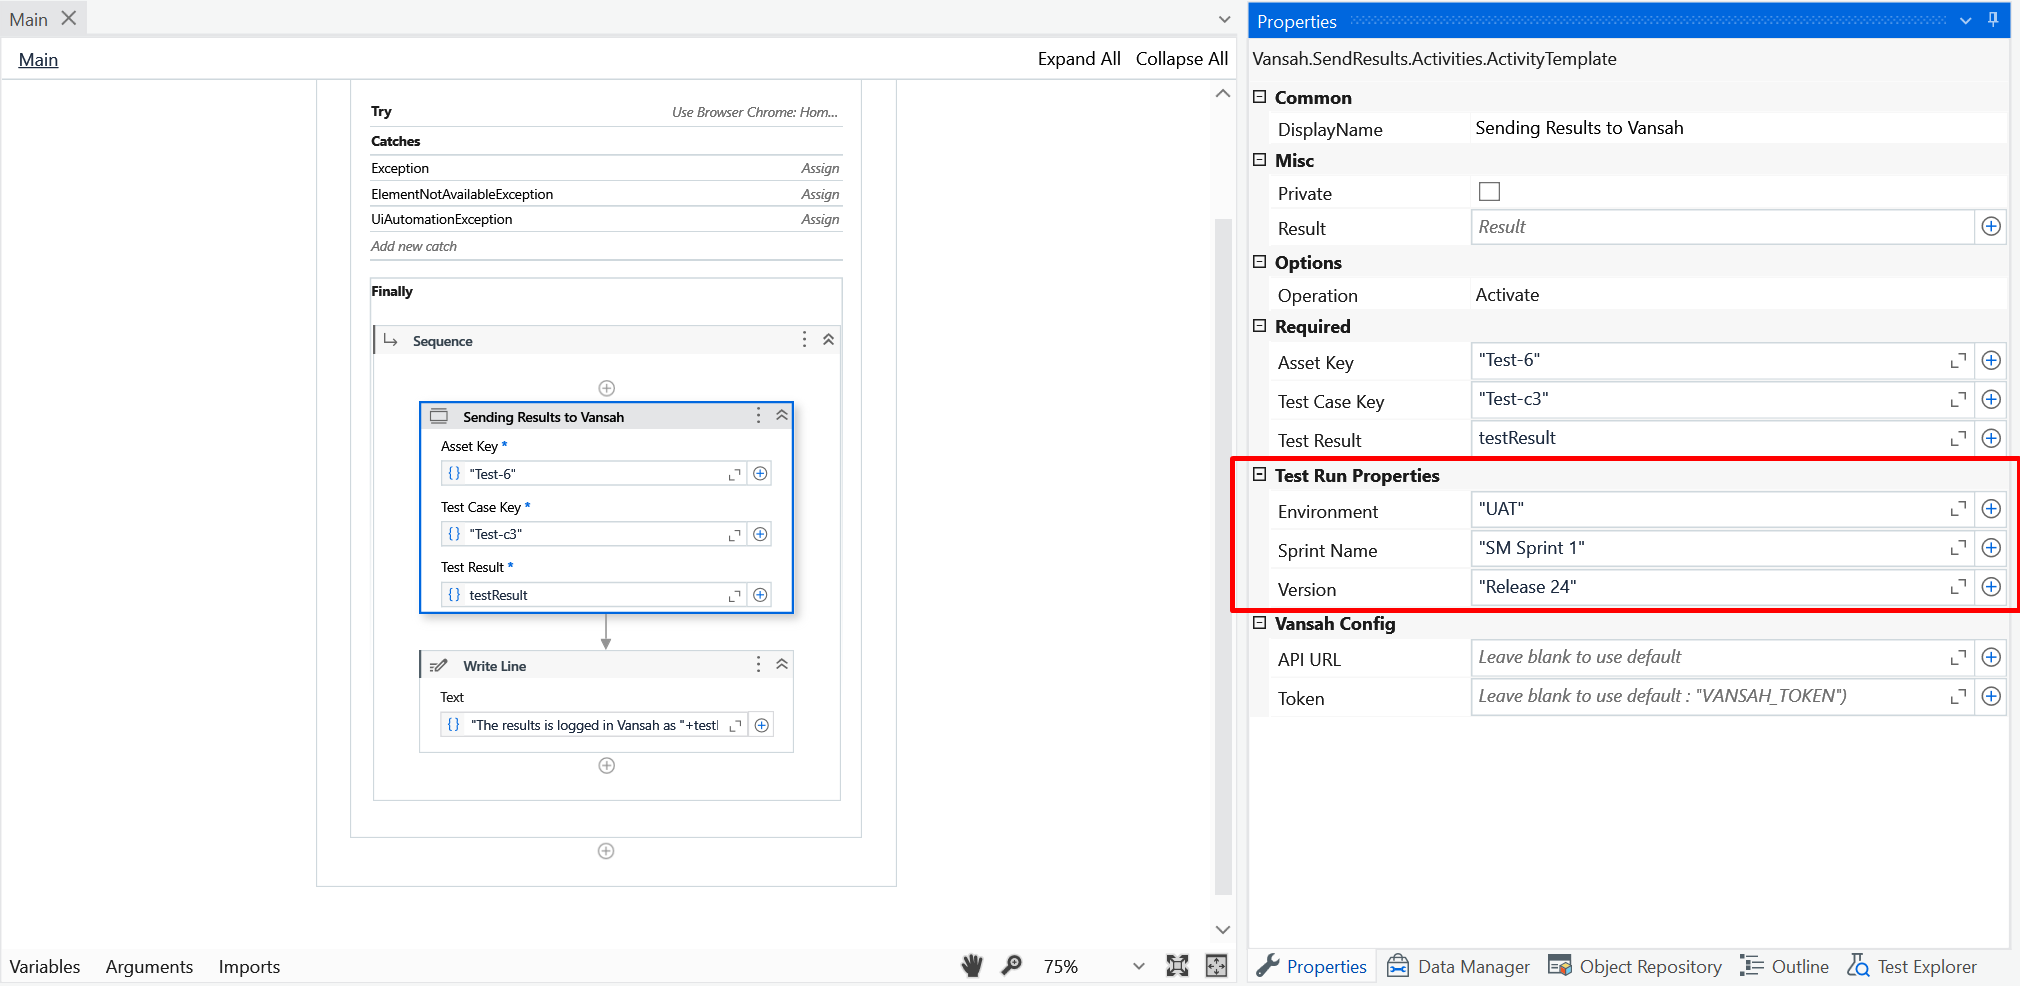 Main
Main
Expand All Collapse All
Try Use Browser Chrome: Hom...
Catches
Exception Assign
ElementNotAvailableException Assign
UiAutomationException Assign
Add new catch
Finally
Sequence
Sending Results to Vansah
Asset Key *
{} "Test-6"
Test Case Key *
{} "Test-c3"
Test Result *
{} testResult
Write Line
Text
{} "The results is logged in Vansah as "+test
Variables Arguments Imports
75%
Properties
Vansah.SendResults.Activities.ActivityTemplate
Common
DisplayName Sending Results to Vansah
Misc
Private
Result Result
Options
Operation Activate
Required
Asset Key "Test-6"
Test Case Key "Test-c3"
Test Result testResult
Test Run Properties
Environment "UAT"
Sprint Name "SM Sprint 1"
Version "Release 24"
Vansah Config
API URL Leave blank to use default
Token Leave blank to use default : "VANSAH_TOKEN")
Properties Data Manager Object Repository Outline Test Explorer